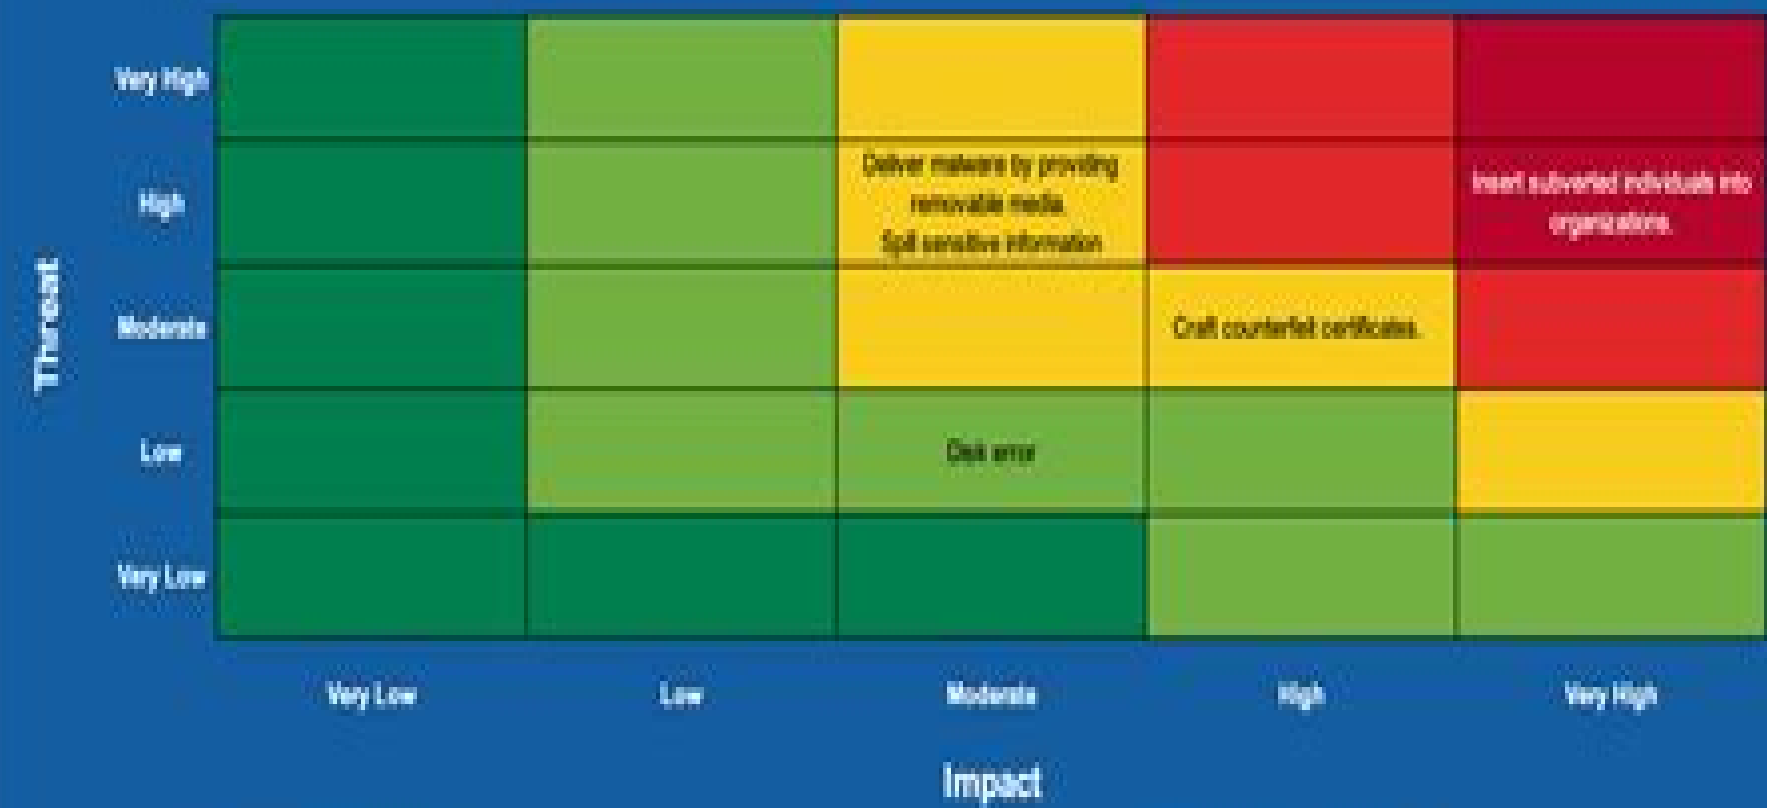 Very High
High
Deliver malware by providing
removable media.
Spill sensitive information
Insert subverted individuals into
organizations.
Threat
Moderate
Craft counterfeit certificates.
Low
Disk error
Very Low
Very Low
Low
Moderate
High
Very High
Impact